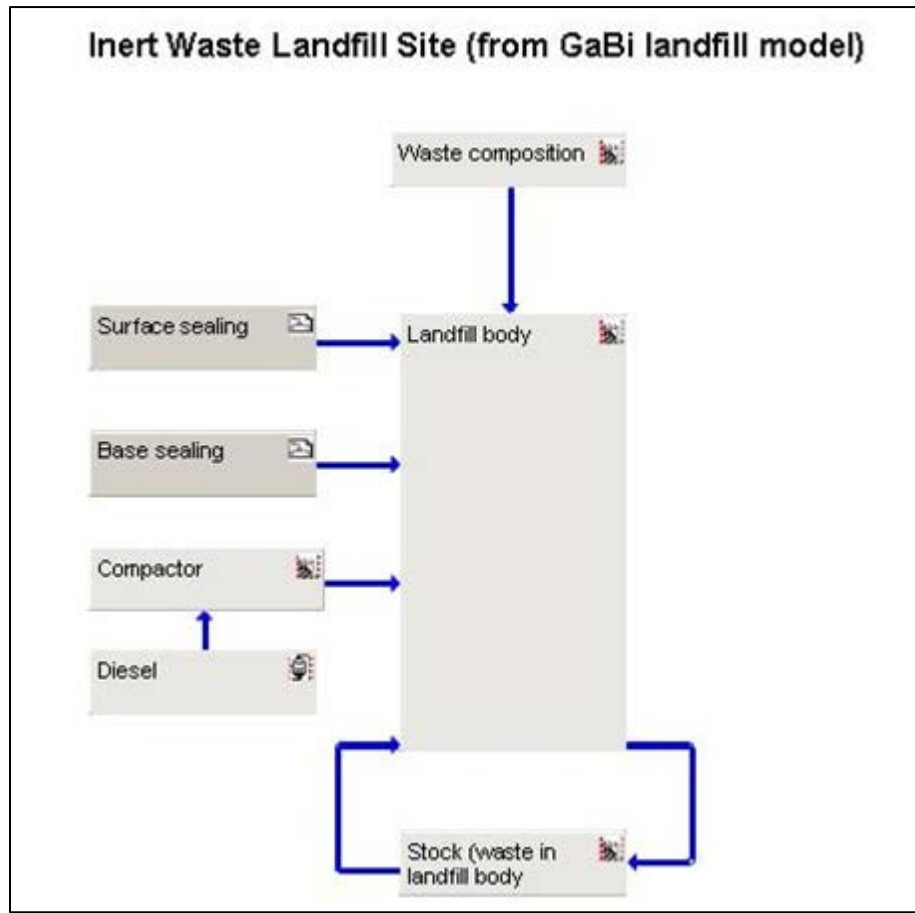 Inert Waste Landfill Site (from GaBi landfill model)
Waste composition
Surface sealing
Landfill body
Base sealing
Compactor
Diesel
Stock (waste in
landfill body